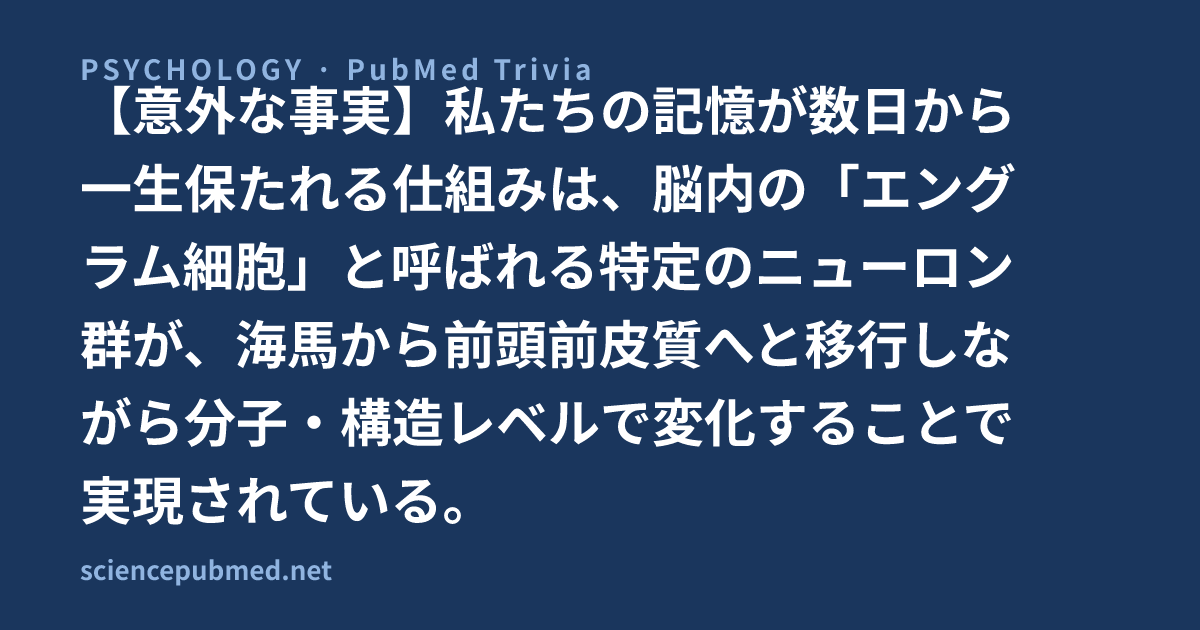 PSYCHOLOGY · PubMed Trivia
【意外な事実】私たちの記憶が数日から
一生保たれる仕組みは、脳内の「エング
ラム細胞」と呼ばれる特定のニューロン
群が、海馬から前頭前皮質へと移行しな
がら分子・構造レベルで変化することで
実現されている。
sciencepubmed.net